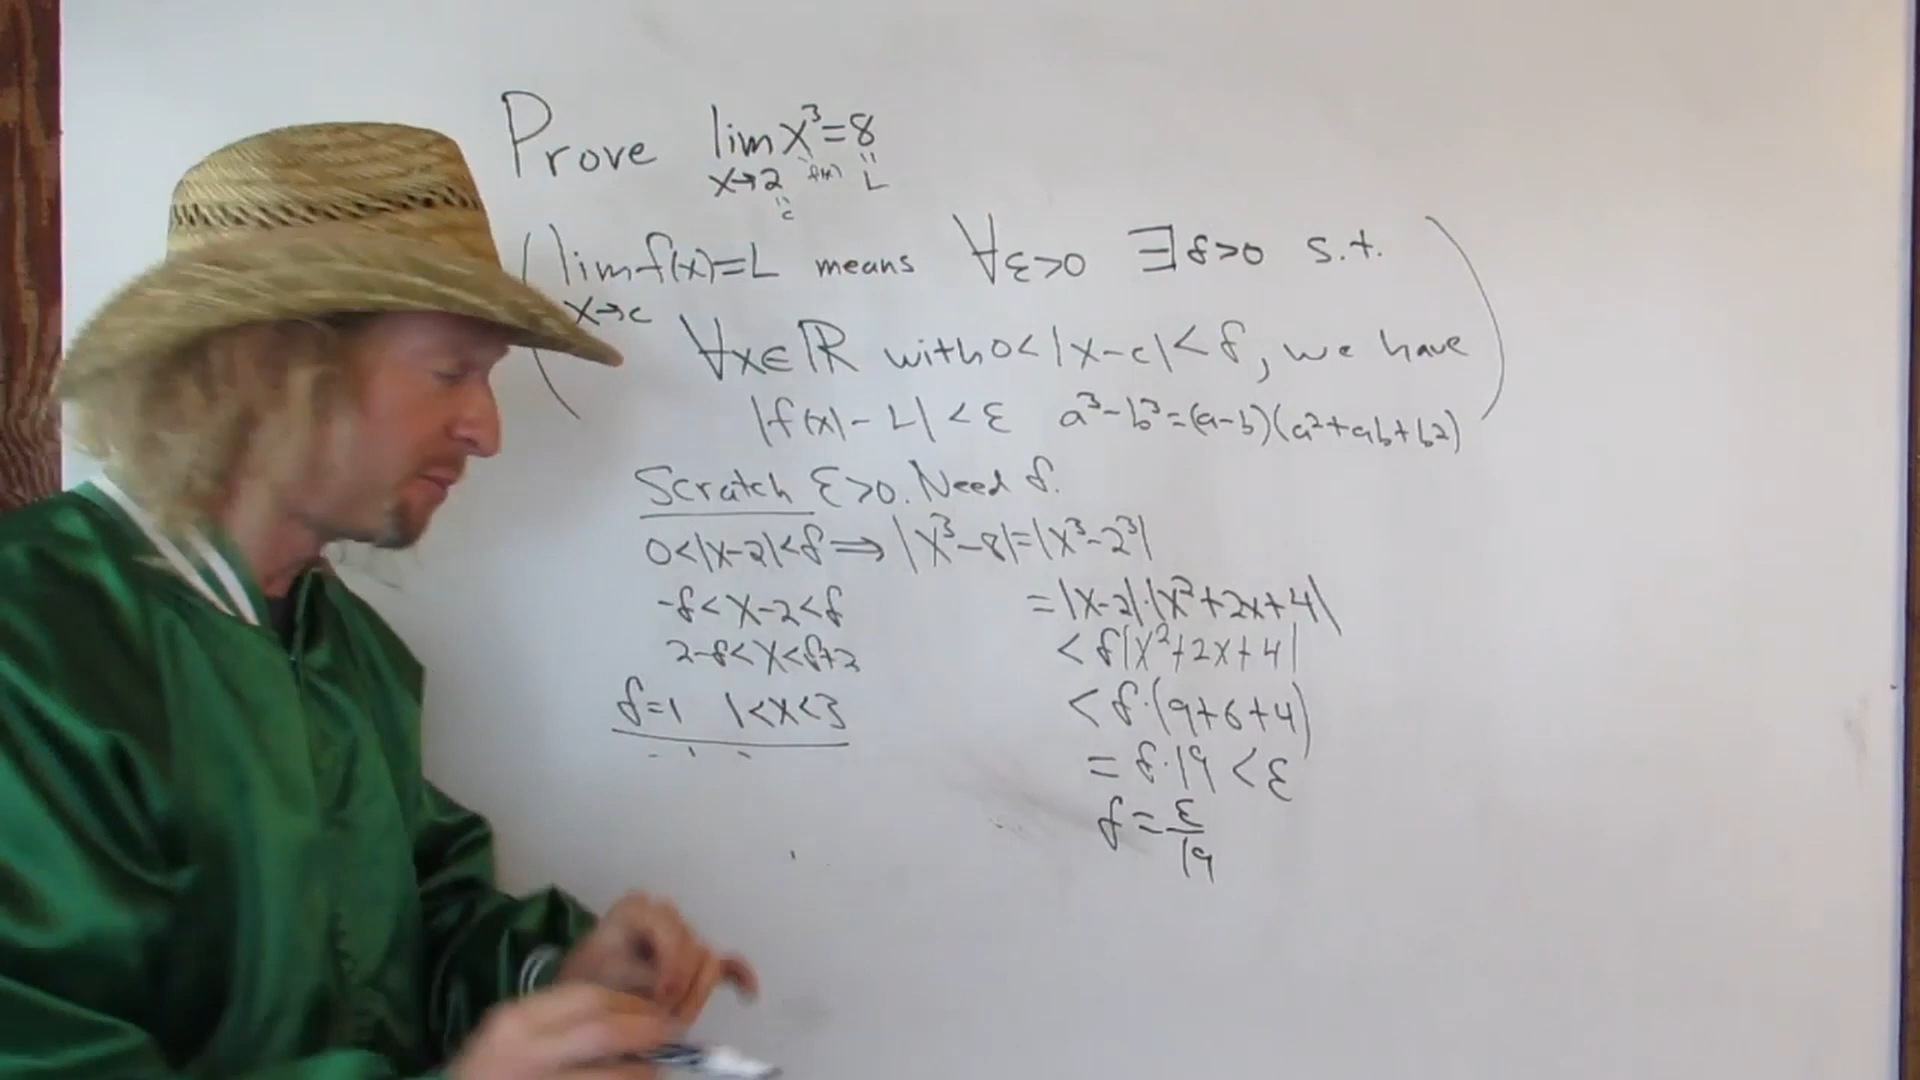 Prove lim x³ = 8
x→2 f(x) L
c
( lim f(x) = L means ∀ε>0 ∃δ>0 s.t.
x→c
∀x∈ℝ with 0<|x-c|<δ, we have )
|f(x)-L| < ε a³-b³=(a-b)(a²+ab+b²)
Scratch ε>0. Need δ.
0<|x-2|<δ ⟹ |x³-8|=|x³-2³|
-δ<x-2<δ =|x-2|·|x²+2x+4|
2-δ<x<δ+2 <δ|x²+2x+4|
δ=1 1<x<3 <δ·(9+6+4)
=δ·19<ε
δ=ε/19